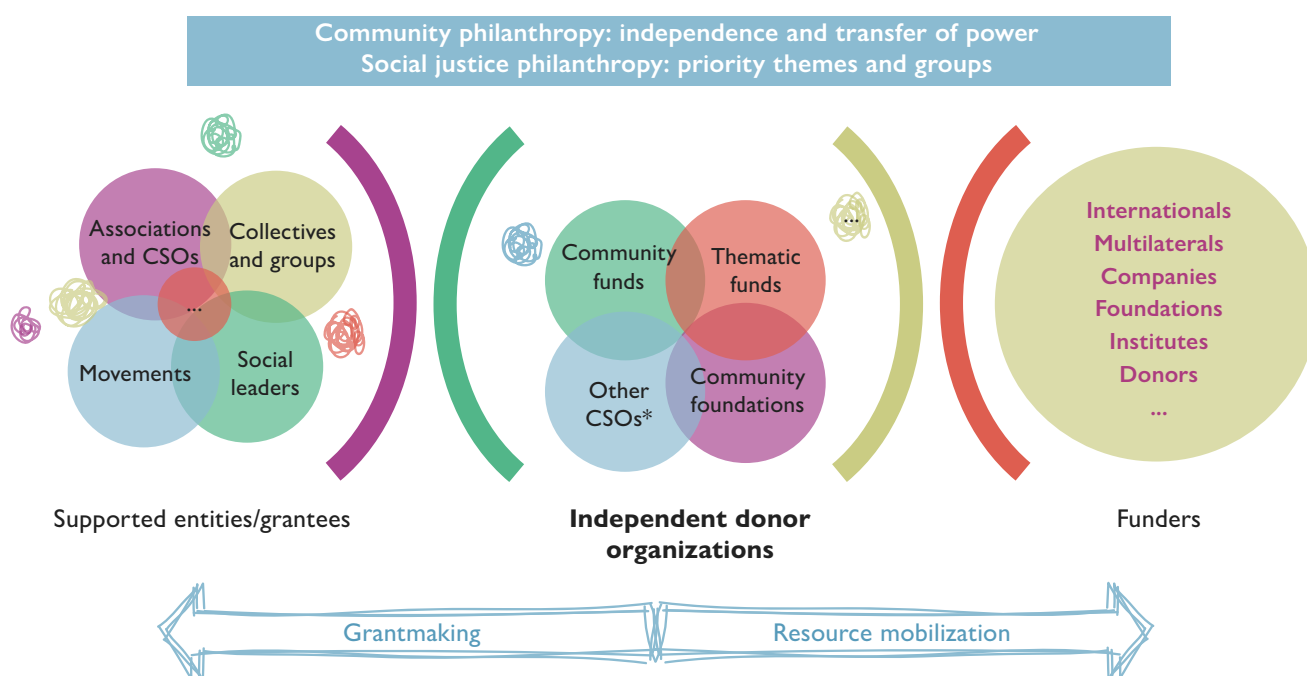 Community philanthropy: independence and transfer of power
Social justice philanthropy: priority themes and groups
Associations
and CSOs
Collectives
and groups
...
Movements
Social
leaders
Supported entities/grantees
Community
funds
Thematic
funds
...
Other
CSOs*
Community
foundations
Independent donor
organizations
Internationals
Multilaterals
Companies
Foundations
Institutes
Donors
...
Funders
Grantmaking
Resource mobilization